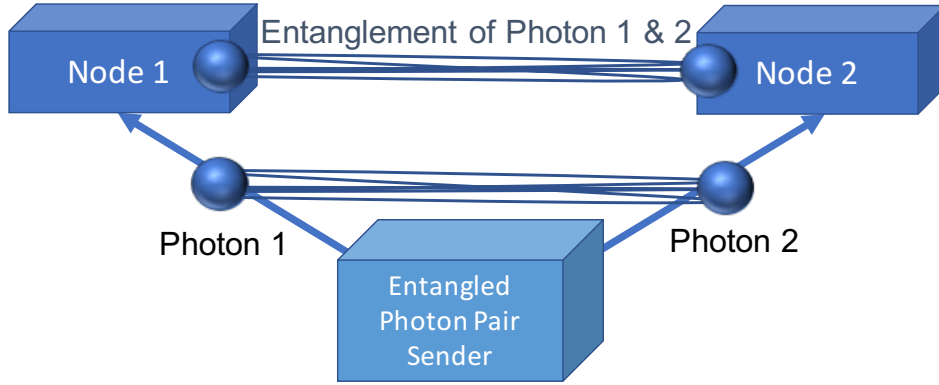 Entanglement of Photon 1 & 2
Node 1
Node 2
Photon 1
Photon 2
Entangled
Photon Pair
Sender